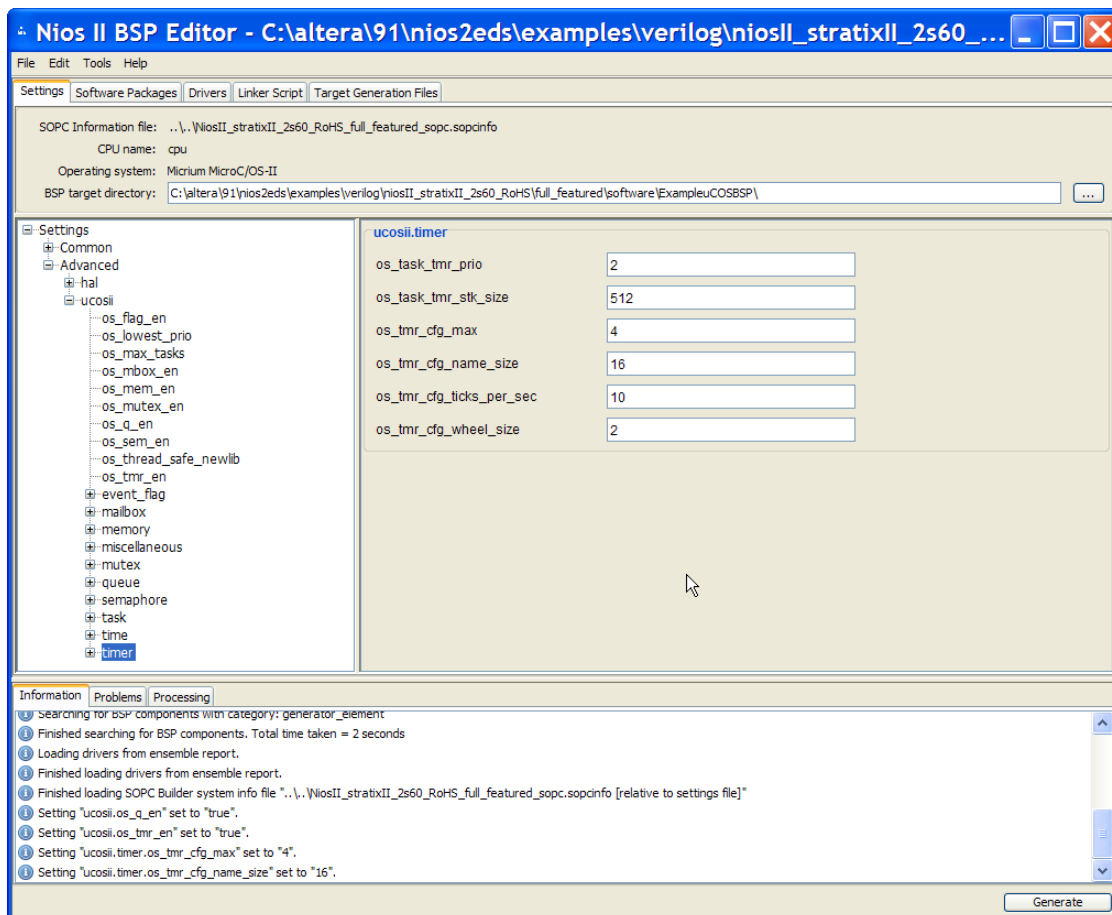 Nios II BSP Editor - C:\altera\91\nios2eds\examples\verilog\niosII_stratixII_2s60_...
File Edit Tools Help
Settings Software Packages Drivers Linker Script Target Generation Files
SOPC Information file: ..\..\NiosII_stratixII_2s60_RoHS_full_featured_sopc.sopcinfo
CPU name: cpu
Operating system: Micrium MicroC/OS-II
BSP target directory: C:\altera\91\nios2eds\examples\verilog\niosII_stratixII_2s60_RoHS\full_featured\software\ExampleuCOSBSP\ ...
Settings
Common
Advanced
hal
ucosii
os_flag_en
os_lowest_prio
os_max_tasks
os_mbox_en
os_mem_en
os_mutex_en
os_q_en
os_sem_en
os_thread_safe_newlib
os_tmr_en
event_flag
mailbox
memory
miscellaneous
mutex
queue
semaphore
task
time
timer
ucosii.timer
os_task_tmr_prio 2
os_task_tmr_stk_size 512
os_tmr_cfg_max 4
os_tmr_cfg_name_size 16
os_tmr_cfg_ticks_per_sec 10
os_tmr_cfg_wheel_size 2
Information Problems Processing
Searching for BSP components with category: generator_element
Finished searching for BSP components. Total time taken = 2 seconds
Loading drivers from ensemble report.
Finished loading drivers from ensemble report.
Finished loading SOPC Builder system info file "..\..\NiosII_stratixII_2s60_RoHS_full_featured_sopc.sopcinfo [relative to settings file]"
Setting "ucosii.os_q_en" set to "true".
Setting "ucosii.os_tmr_en" set to "true".
Setting "ucosii.timer.os_tmr_cfg_max" set to "4".
Setting "ucosii.timer.os_tmr_cfg_name_size" set to "16".
Generate